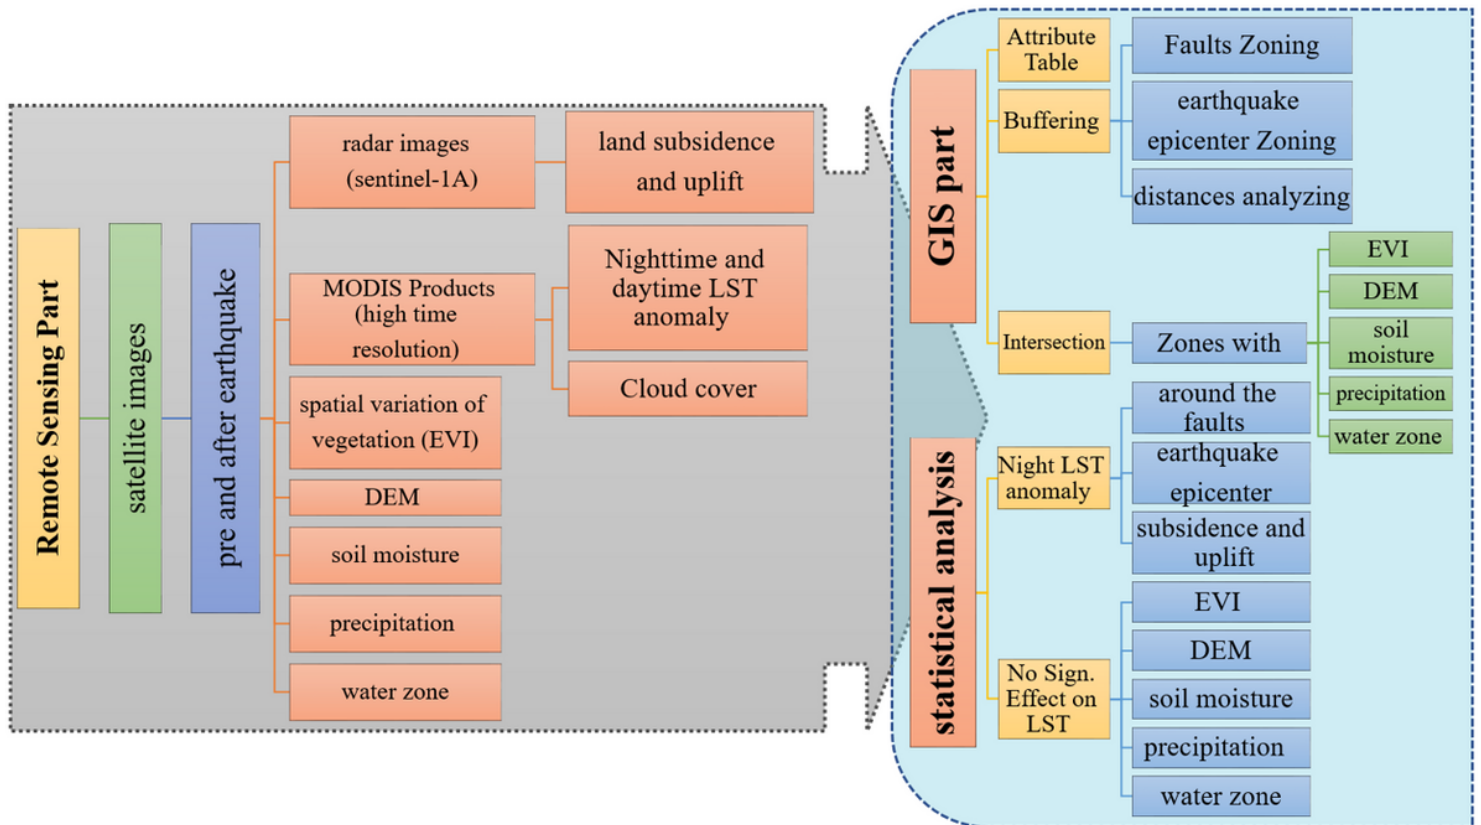 Remote Sensing Part
satellite images
pre and after earthquake
radar images
(sentinel-1A)
land subsidence
and uplift
MODIS Products
(high time
resolution)
Nighttime and
daytime LST
anomaly
Cloud cover
spatial variation of
vegetation (EVI)
DEM
soil moisture
precipitation
water zone
GIS part
Attribute
Table
Buffering
Faults Zoning
earthquake
epicenter Zoning
distances analyzing
Intersection
Zones with
EVI
DEM
soil
moisture
precipitation
water zone
statistical analysis
Night LST
anomaly
around the
faults
earthquake
epicenter
subsidence and
uplift
No Sign.
Effect on
LST
EVI
DEM
soil moisture
precipitation
water zone